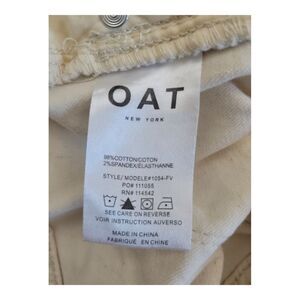 OAT
NEW YORK
98%COTTON/COTON
2%SPANDEX/ELASTHANNE
STYLE/ MODELE#1054-FV
PO# 111055
RN# 114542
SEE CARE ON REVERSE
VOIR INSTRUCTION AUVERSO
MADE IN CHINA
FABRIQUÉ EN CHINE